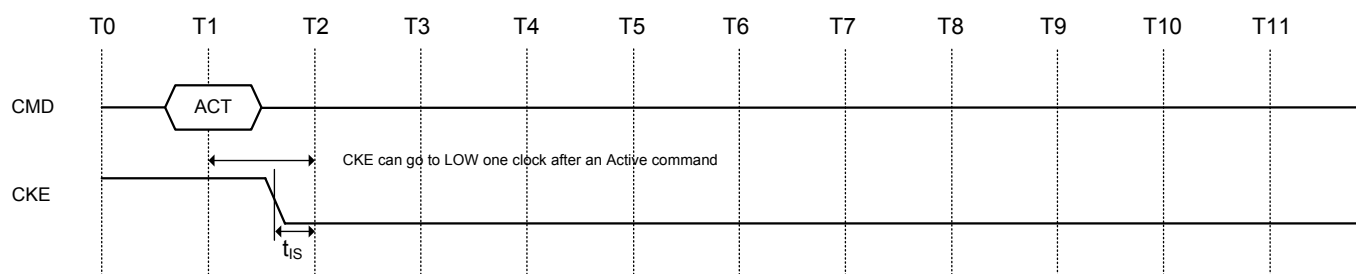 T0 T1 T2 T3 T4 T5 T6 T7 T8 T9 T10 T11
CMD ACT
CKE can go to LOW one clock after an Active command
CKE
tIS